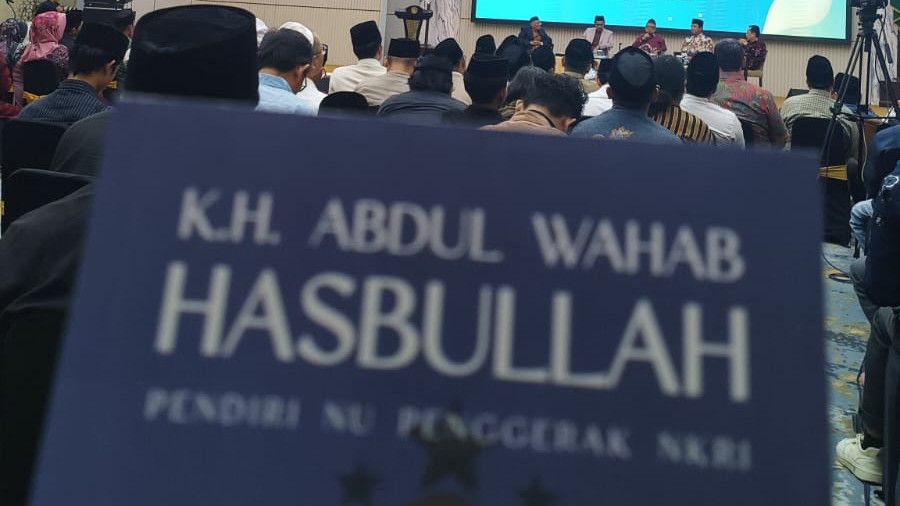 K.H. ABDUL WAHAB
HASBULLAH
PENDIRI NU PENGGERAK NKRI